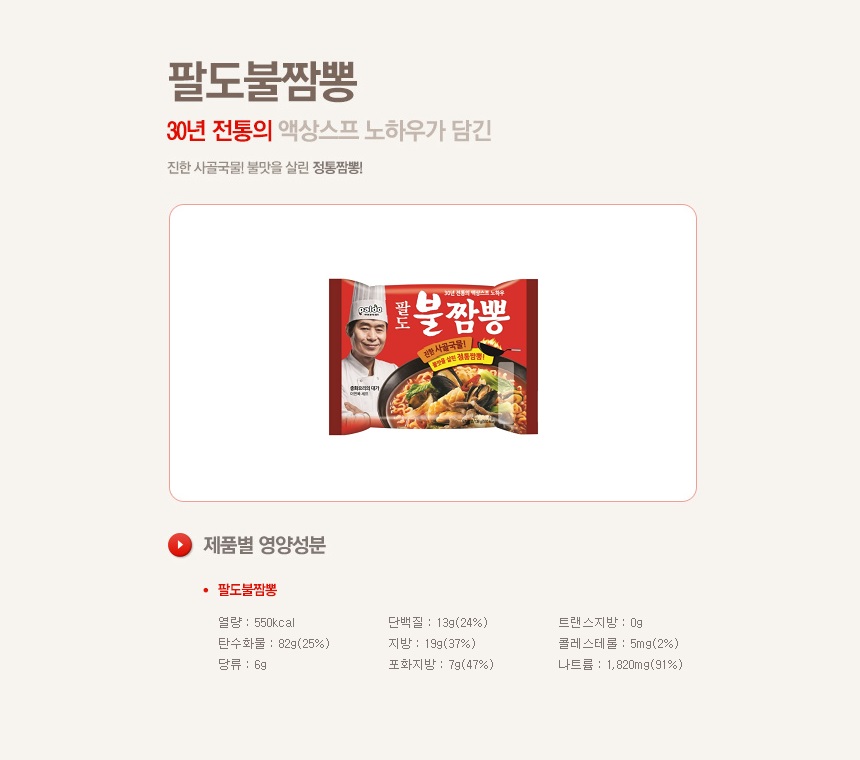 팔도불짬뽕
30년 전통의 액상스프 노하우가 담긴
진한 사골국물! 불맛을 살린 정통짬뽕!
30년 전통의 액상스프 노하우
paldo
팔도
불짬뽕
진한 사골국물!
불맛을 살린 정통짬뽕!
중화요리의 대가
이연복 셰프
제품별 영양성분
• 팔도불짬뽕
열량 : 550kcal 단백질 : 13g(24%) 트랜스지방 : 0g
탄수화물 : 82g(25%) 지방 : 19g(37%) 콜레스테롤 : 5mg(2%)
당류 : 6g 포화지방 : 7g(47%) 나트륨 : 1,820mg(91%)